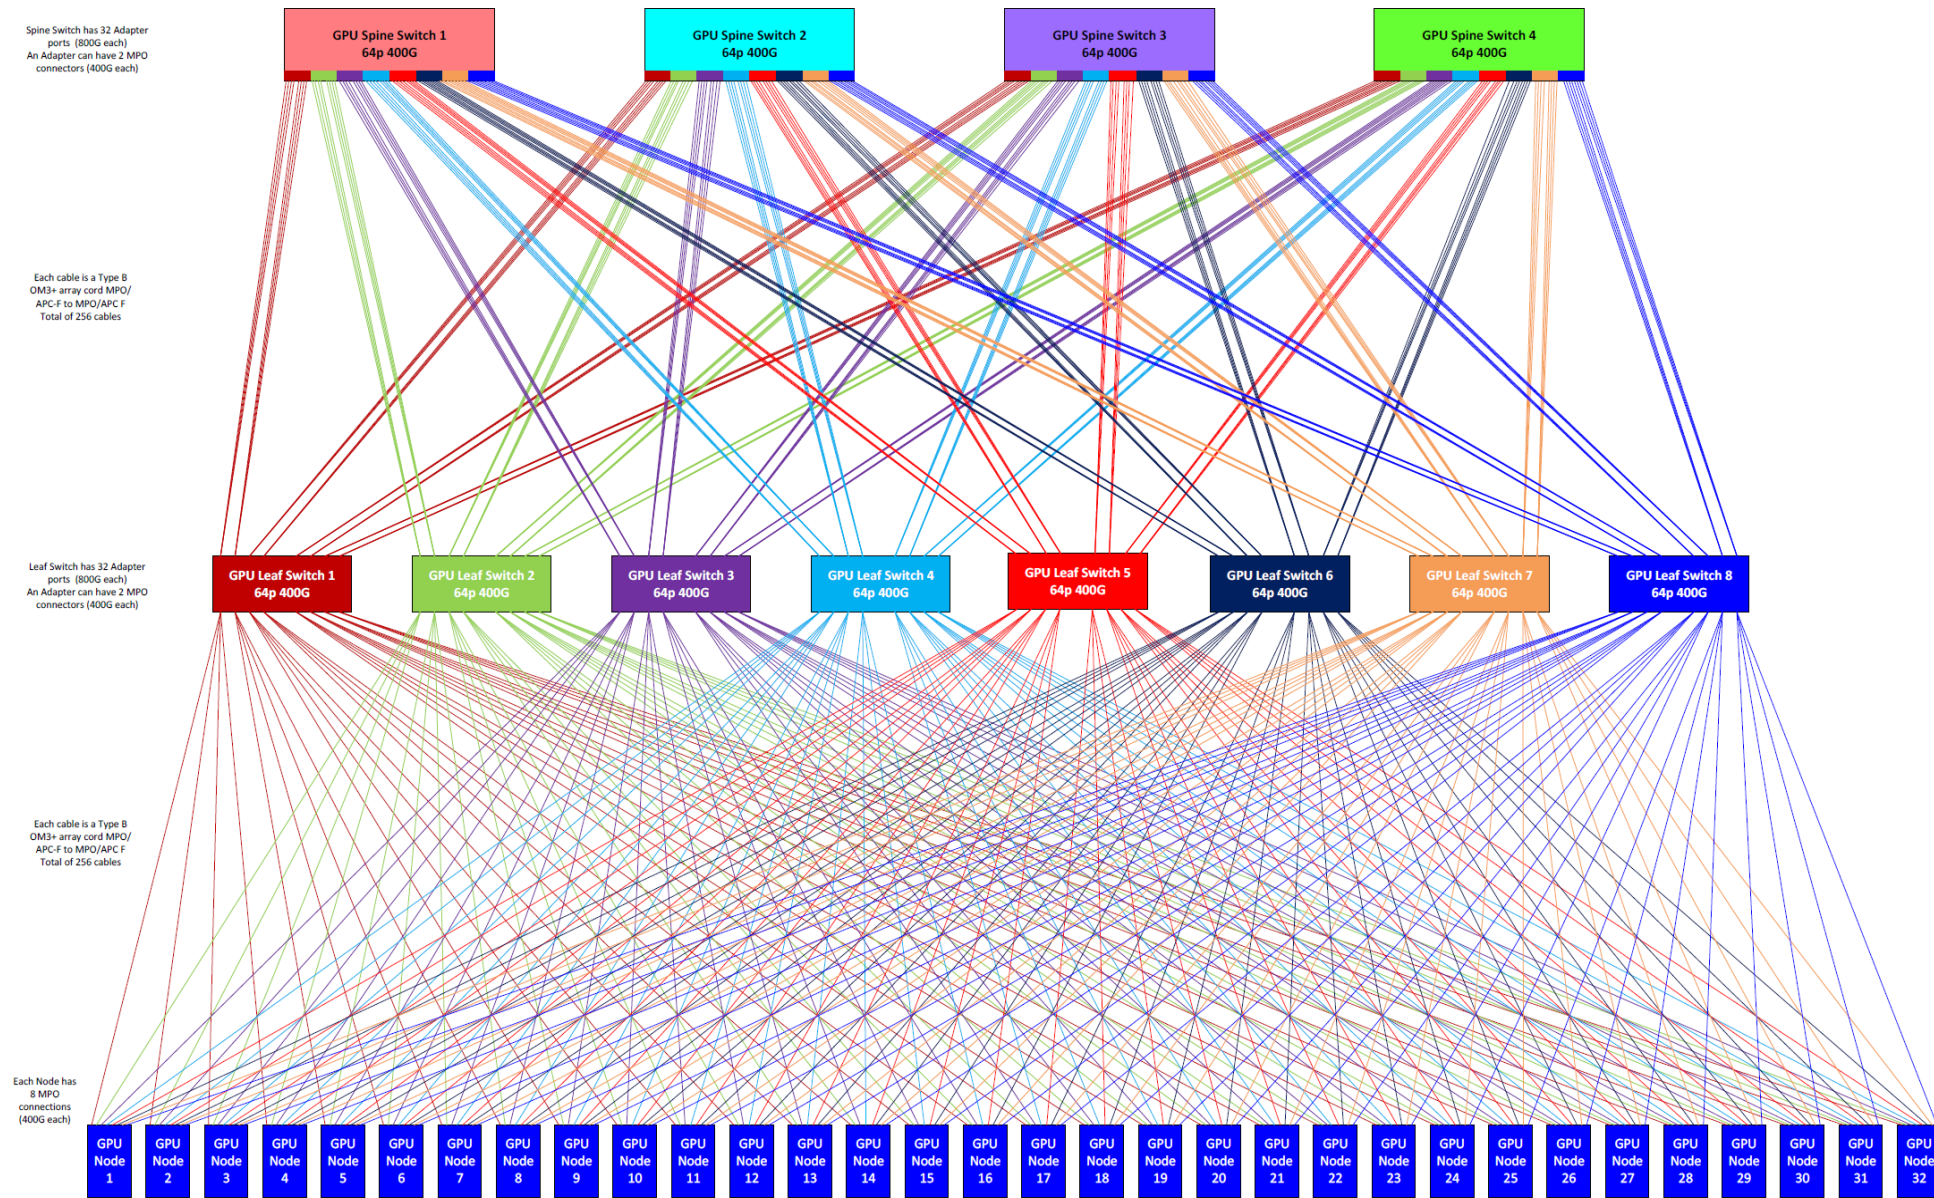 Spine Switch has 32 Adapter
ports (800G each)
An Adapter can have 2 MPO
connectors (400G each)
GPU Spine Switch 1
64p 400G
GPU Spine Switch 2
64p 400G
GPU Spine Switch 3
64p 400G
GPU Spine Switch 4
64p 400G
Each cable is a Type B
OM3+ array cord MPO/
APC-F to MPO/APC F
Total of 256 cables
Leaf Switch has 32 Adapter
ports (800G each)
An Adapter can have 2 MPO
connectors (400G each)
GPU Leaf Switch 1
64p 400G
GPU Leaf Switch 2
64p 400G
GPU Leaf Switch 3
64p 400G
GPU Leaf Switch 4
64p 400G
GPU Leaf Switch 5
64p 400G
GPU Leaf Switch 6
64p 400G
GPU Leaf Switch 7
64p 400G
GPU Leaf Switch 8
64p 400G
Each cable is a Type B
OM3+ array cord MPO/
APC-F to MPO/APC F
Total of 256 cables
Each Node has
8 MPO
connections
(400G each)
GPU
Node
1
GPU
Node
2
GPU
Node
3
GPU
Node
4
GPU
Node
5
GPU
Node
6
GPU
Node
7
GPU
Node
8
GPU
Node
9
GPU
Node
10
GPU
Node
11
GPU
Node
12
GPU
Node
13
GPU
Node
14
GPU
Node
15
GPU
Node
16
GPU
Node
17
GPU
Node
18
GPU
Node
19
GPU
Node
20
GPU
Node
21
GPU
Node
22
GPU
Node
23
GPU
Node
24
GPU
Node
25
GPU
Node
26
GPU
Node
27
GPU
Node
28
GPU
Node
29
GPU
Node
30
GPU
Node
31
GPU
Node
32